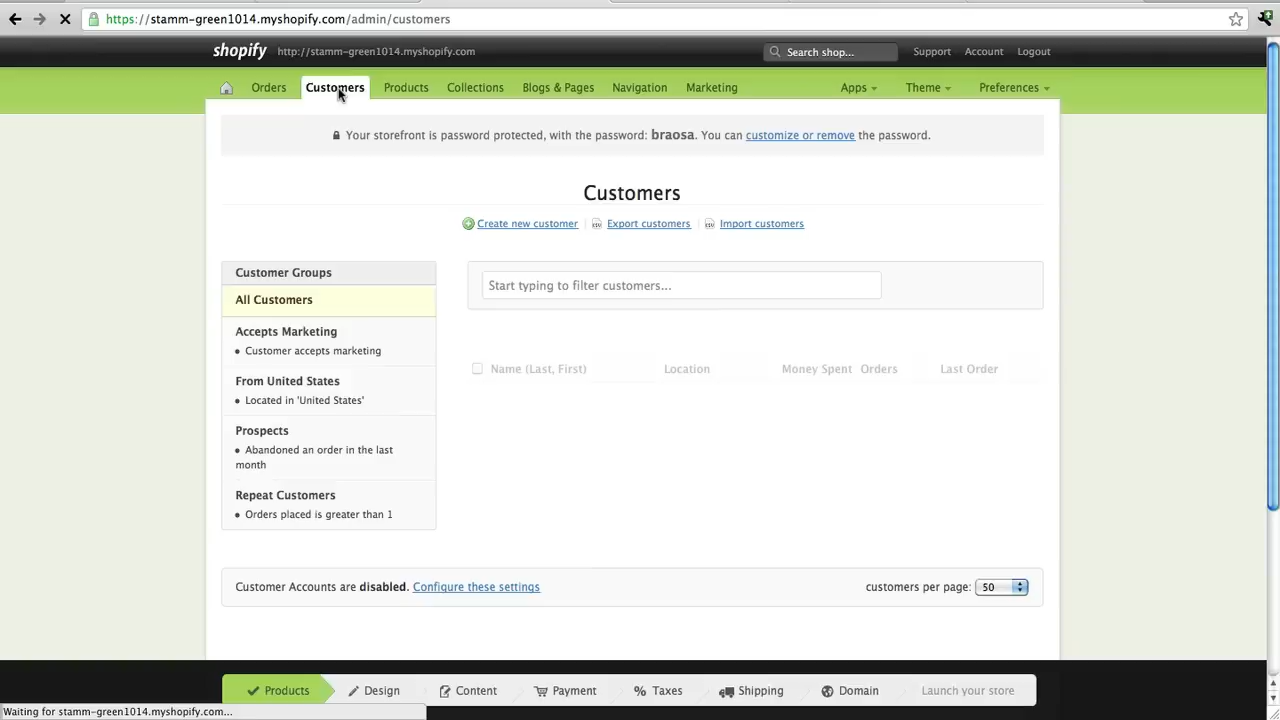 https://stamm-green1014.myshopify.com/admin/customers
shopify http://stamm-green1014.myshopify.com Search shop... Support Account Logout
Orders Customers Products Collections Blogs & Pages Navigation Marketing Apps Theme Preferences
Your storefront is password protected, with the password: braosa. You can customize or remove the password.
Customers
Create new customer Export customers Import customers
Customer Groups
All Customers
Accepts Marketing
• Customer accepts marketing
From United States
• Located in 'United States'
Prospects
• Abandoned an order in the last
month
Repeat Customers
• Orders placed is greater than 1
Start typing to filter customers...
Name (Last, First) Location Money Spent Orders Last Order
Customer Accounts are disabled. Configure these settings customers per page: 50
Products Design Content Payment % Taxes Shipping Domain Launch your store
Waiting for stamm-green1014.myshopify.com...